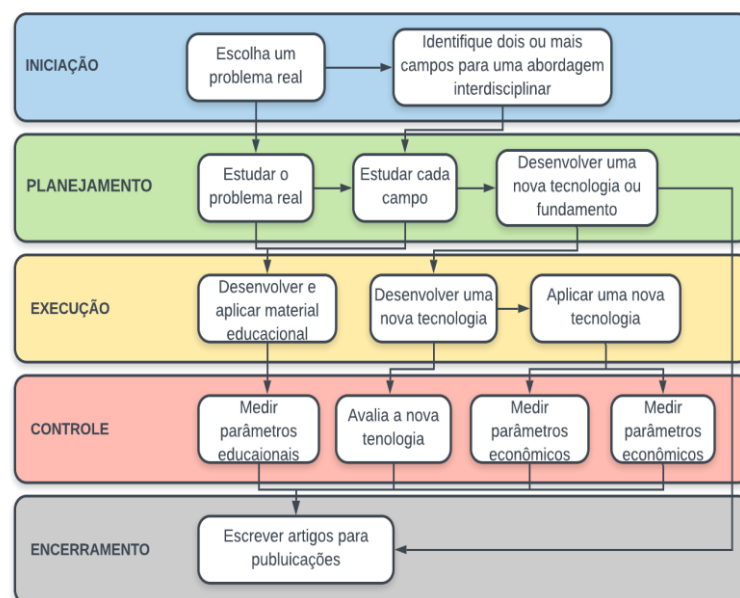 INICIAÇÃO
Escolha um
problema real
Identifique dois ou mais
campos para uma abordagem
interdisciplinar
PLANEJAMENTO
Estudar o
problema real
Estudar cada
campo
Desenvolver uma
nova tecnologia ou
fundamento
EXECUÇÃO
Desenvolver e
aplicar material
educacional
Desenvolver uma
nova tecnologia
Aplicar uma nova
tecnologia
CONTROLE
Medir
parâmetros
educaionais
Avalia a nova
tenologia
Medir
parâmetros
econômicos
Medir
parâmetros
econômicos
ENCERRAMENTO
Escrever artigos para
publuicações